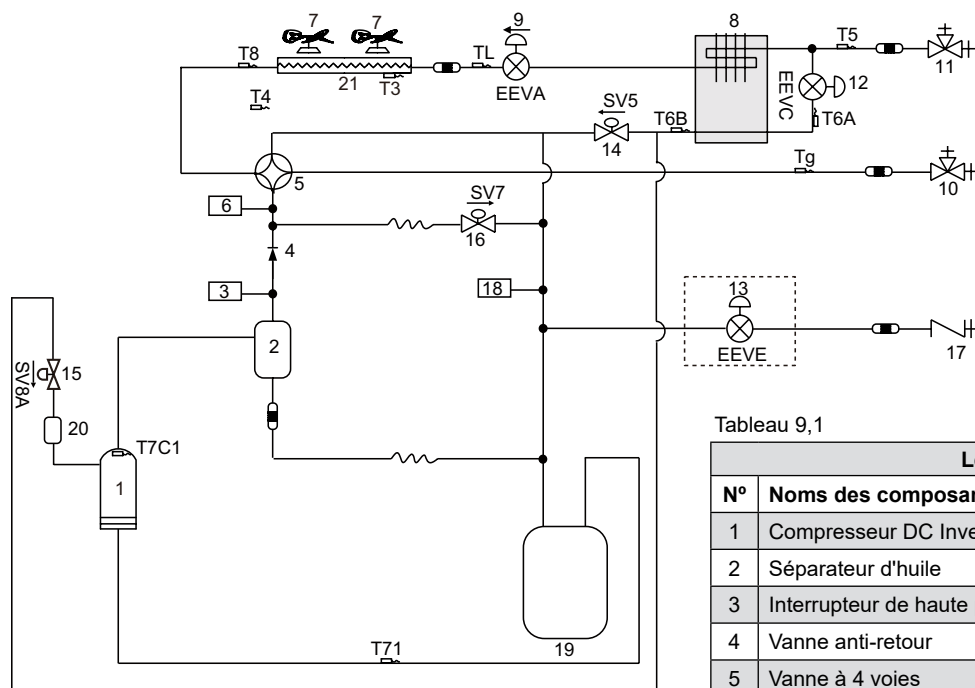 7
7
9
8
T8
TL
T5
21
T3
EEVA
11
EEVC
12
T4
SV5
T6B
T6A
14
5
Tg
10
6
SV7
16
4
3
18
13
2
EEVE
17
SV8A
15
20
T7C1
1
T71
19
Tableau 9,1
Nº Noms des
1 Compresseur DC
2 Séparateur d'huile
3 Interrupteur de haute
4 Vanne anti-retour
5 Vanne à 4 voies